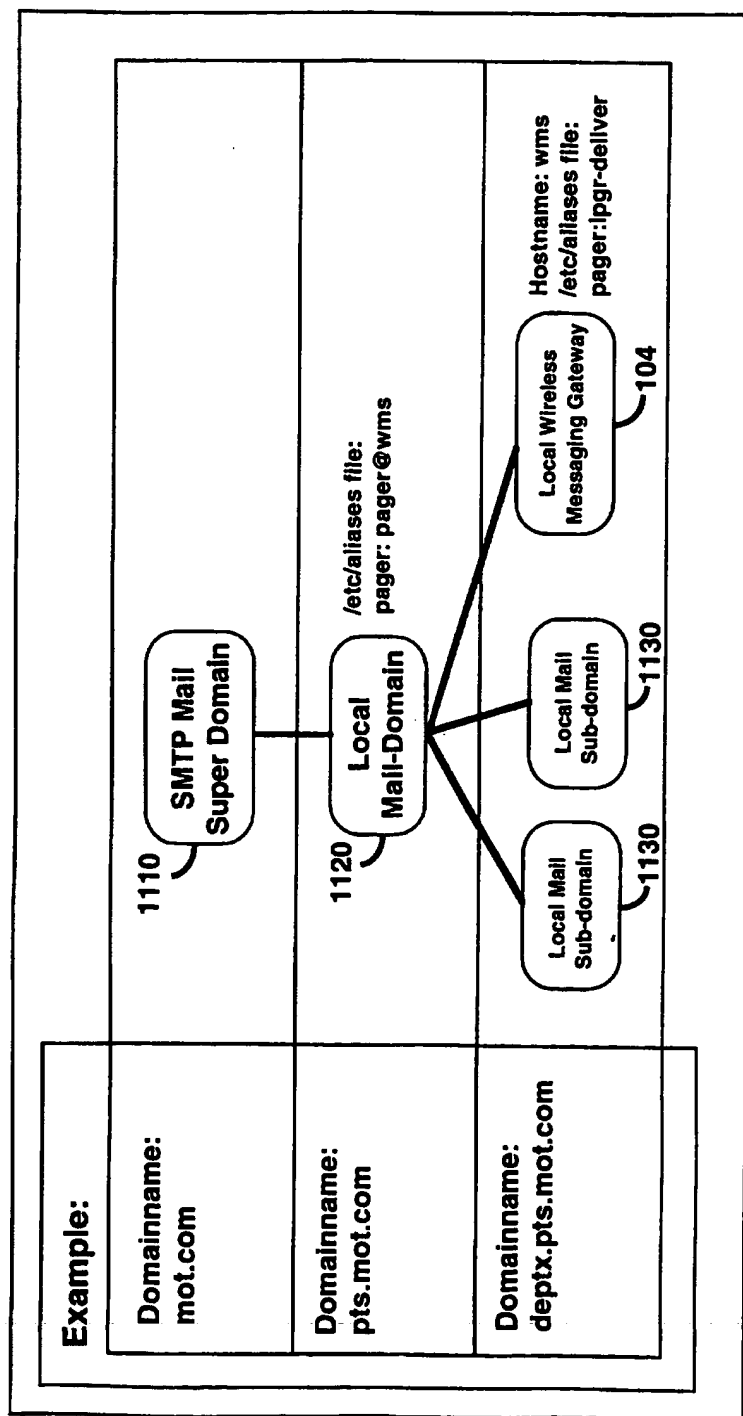 Example:
Domainname:
mot.com
1110
SMTP Mail
Super Domain
Domainname:
pts.mot.com
1120
Local
Mail-Domain
/etc/aliases file:
pager: pager@wms
Domainname:
deptx.pts.mot.com
Local Mail
Sub-domain
1130
Local Mail
Sub-domain
1130
Local Wireless
Messaging Gateway
104
Hostname: wms
/etc/aliases file:
pager:lpgr-deliver